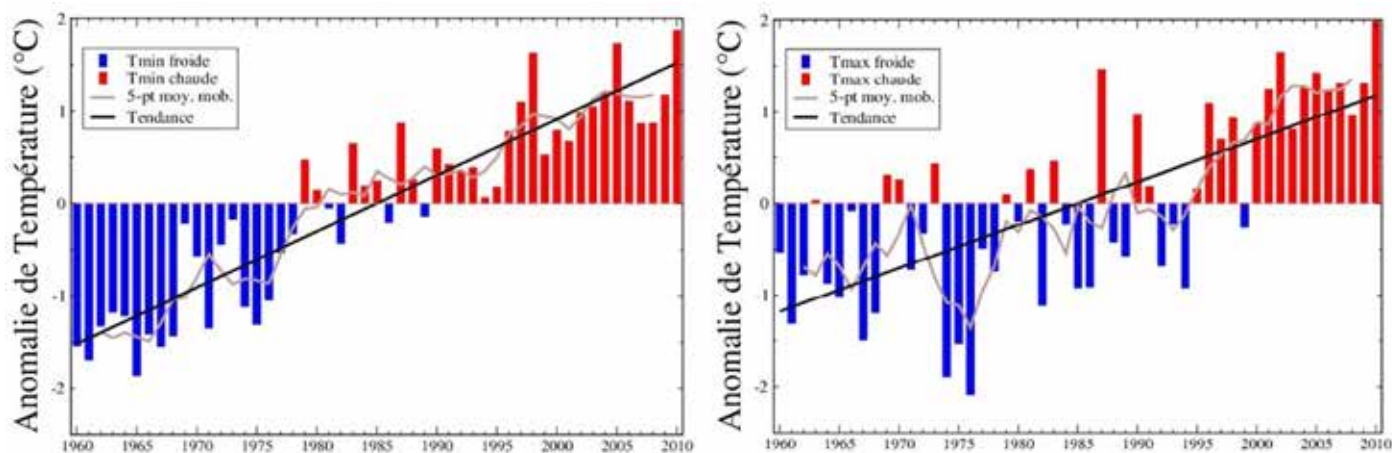 Anomalie de Température (°C)
2
1
0
-1
-2
Tmin froide
Tmin chaude
5-pt moy. mob.
Tendance
1960 1965 1970 1975 1980 1985 1990 1995 2000 2005 2010
Anomalie de Température (°C)
2
1
0
-1
-2
Tmax froide
Tmax chaude
5-pt moy. mob.
Tendance
1960 1965 1970 1975 1980 1985 1990 1995 2000 2005 2010